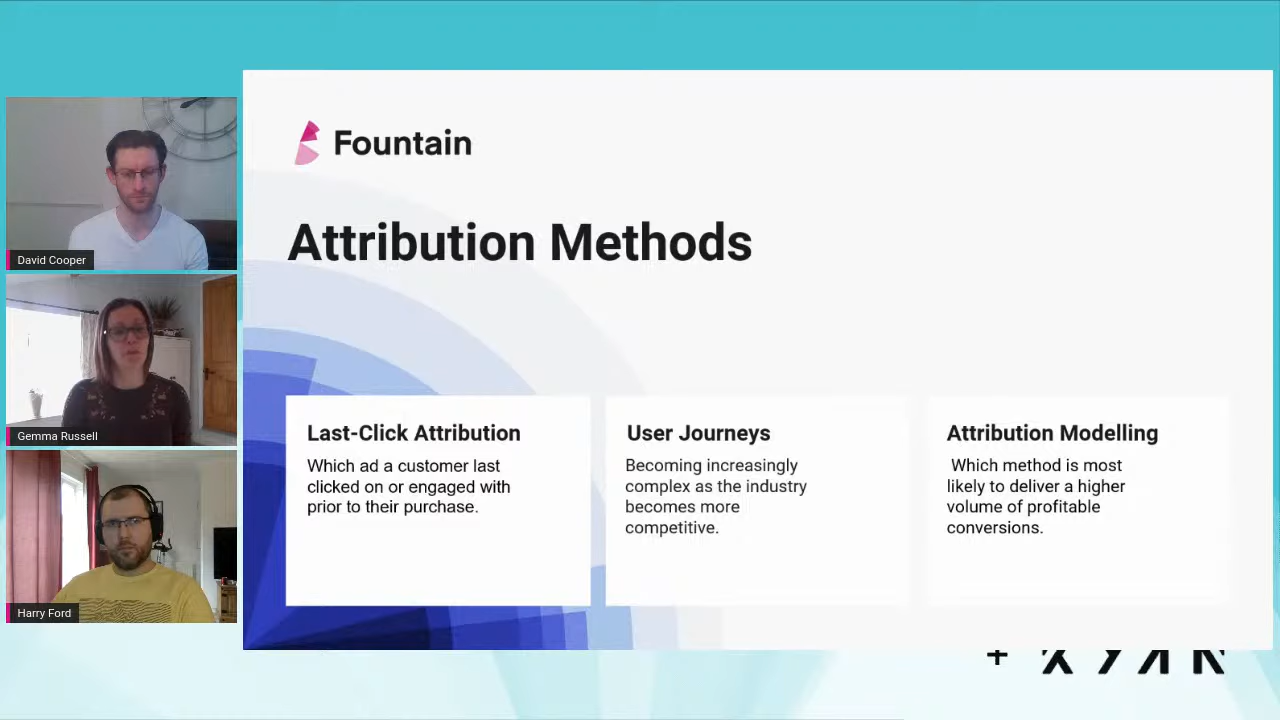 Fountain
Attribution Methods
Last-Click Attribution
Which ad a customer last
clicked on or engaged with
prior to their purchase.
User Journeys
Becoming increasingly
complex as the industry
becomes more
competitive.
Attribution Modelling
Which method is most
likely to deliver a higher
volume of profitable
conversions.
David Cooper
Gemma Russell
Harry Ford